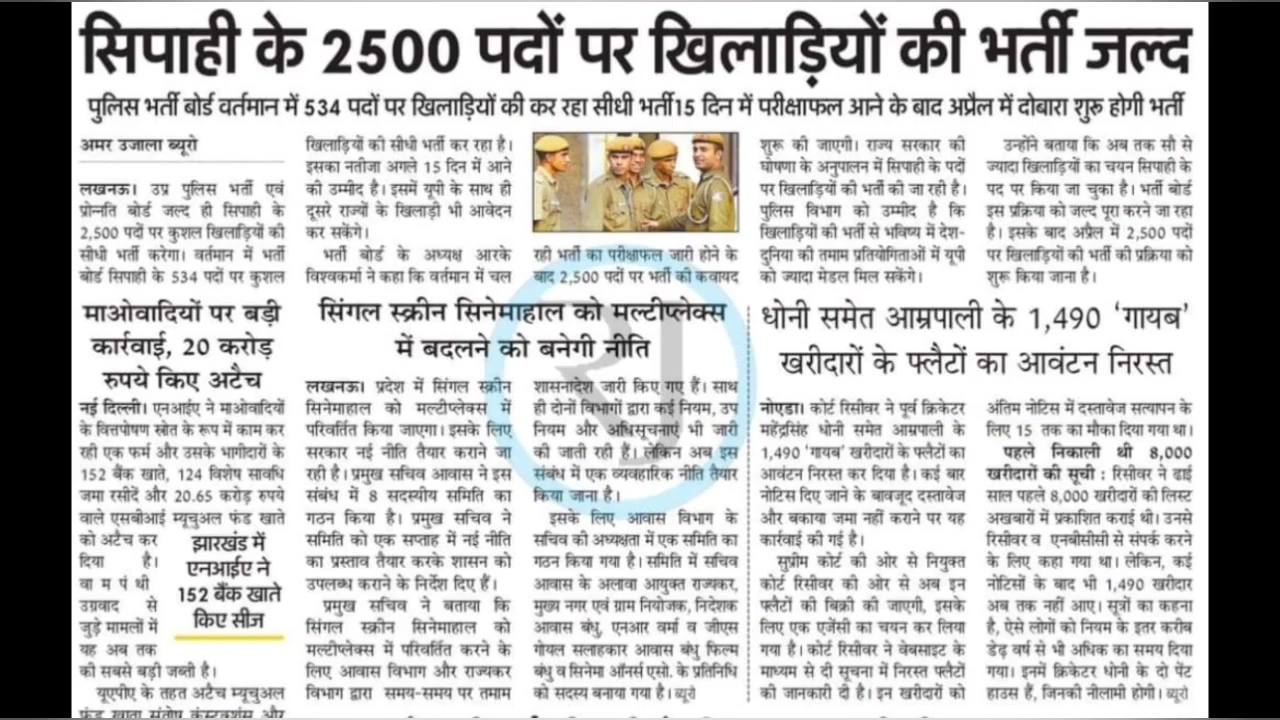 सिपाही के 2500 पदों पर खिलाड़ियों की भर्ती जल्द
पुलिस भर्ती बोर्ड वर्तमान में 534 पदों पर खिलाड़ियों की कर रहा सीधी भर्ती15 दिन में परीक्षाफल आने के बाद अप्रैल में दोबारा शुरू होगी भर्ती
अमर उजाला ब्यूरो
लखनऊ। उप्र पुलिस भर्ती एवं
प्रोन्नति बोर्ड जल्द ही सिपाही के
2,500 पदों पर कुशल खिलाड़ियों की
सीधी भर्ती करेगा। वर्तमान में भर्ती
बोर्ड सिपाही के 534 पदों पर कुशल
खिलाड़ियों की सीधी भर्ती कर रहा है।
इसका नतीजा अगले 15 दिन में आने
की उम्मीद है। इसमें यूपी के साथ ही
दूसरे राज्यों के खिलाड़ी भी आवेदन
कर सकेंगे।
भर्ती बोर्ड के अध्यक्ष आरके
विश्वकर्मा ने कहा कि वर्तमान में चल
रही भर्ती का परीक्षाफल जारी होने के
बाद 2,500 पदों पर भर्ती की कवायद
शुरू की जाएगी। राज्य सरकार की
घोषणा के अनुपालन में सिपाही के पदों
पर खिलाड़ियों की भर्ती की जा रही है।
पुलिस विभाग को उम्मीद है कि
खिलाड़ियों की भर्ती से भविष्य में देश-
दुनिया की तमाम प्रतियोगिताओं में यूपी
को ज्यादा मेडल मिल सकेंगे।
उन्होंने बताया कि अब तक सौ से
ज्यादा खिलाड़ियों का चयन सिपाही के
पद पर किया जा चुका है। भर्ती बोर्ड
इस प्रक्रिया को जल्द पूरा करने जा रहा
है। इसके बाद अप्रैल में 2,500 पदों
पर खिलाड़ियों की भर्ती की प्रक्रिया को
शुरू किया जाना है।
माओवादियों पर बड़ी
कार्रवाई, 20 करोड़
रुपये किए अटैच
नई दिल्ली। एनआईए ने माओवादियों
के वित्तपोषण स्रोत के रूप में काम कर
रही एक फर्म और उसके भागीदारों के
152 बैंक खाते, 124 विशेष सावधि
जमा रसीदें और 20.65 करोड़ रुपये
वाले एसबीआई म्यूचुअल फंड खाते
को अटैच कर
दिया है।
वामपंथी
उग्रवाद से
जुड़े मामलों में
यह अब तक
की सबसे बड़ी जब्ती है।
यूएपीए के तहत अटैच म्यूचुअल
फंड खाता संतोष कंस्ट्रक्शंस और
झारखंड में
एनआईए ने
152 बैंक खाते
किए सीज
सिंगल स्क्रीन सिनेमाहाल को मल्टीप्लेक्स
में बदलने को बनेगी नीति
लखनऊ। प्रदेश में सिंगल स्क्रीन
सिनेमाहाल को मल्टीप्लेक्स में
परिवर्तित किया जाएगा। इसके लिए
सरकार नई नीति तैयार कराने जा
रही है। प्रमुख सचिव आवास ने इस
संबंध में 8 सदस्यीय समिति का
गठन किया है। प्रमुख सचिव ने
समिति को एक सप्ताह में नई नीति
का प्रस्ताव तैयार करके शासन को
उपलब्ध कराने के निर्देश दिए हैं।
प्रमुख सचिव ने बताया कि
सिंगल स्क्रीन सिनेमाहाल को
मल्टीप्लेक्स में परिवर्तित करने के
लिए आवास विभाग और राज्यकर
विभाग द्वारा समय-समय पर तमाम
शासनादेश जारी किए गए हैं। साथ
ही दोनों विभागों द्वारा कई नियम, उप
नियम और अधिसूचनाएं भी जारी
की जाती रही हैं। लेकिन अब इस
संबंध में एक व्यवहारिक नीति तैयार
किया जाना है।
इसके लिए आवास विभाग के
सचिव की अध्यक्षता में एक समिति का
गठन किया गया है। समिति में सचिव
आवास के अलावा आयुक्त राज्यकर,
मुख्य नगर एवं ग्राम नियोजक, निदेशक
आवास बंधु, एनआर वर्मा व जीएस
गोयल सलाहकार आवास बंधु फिल्म
बंधु व सिनेमा ऑनर्स एसो. के प्रतिनिधि
को सदस्य बनाया गया है। ब्यूरो
धोनी समेत आम्रपाली के 1,490 ‘गायब’
खरीदारों के फ्लैटों का आवंटन निरस्त
नोएडा। कोर्ट रिसीवर ने पूर्व क्रिकेटर
महेंद्रसिंह धोनी समेत आम्रपाली के
1,490 ‘गायब’ खरीदारों के फ्लैटों का
आवंटन निरस्त कर दिया है। कई बार
नोटिस दिए जाने के बावजूद दस्तावेज
और बकाया जमा नहीं कराने पर यह
कार्रवाई की गई है।
सुप्रीम कोर्ट की ओर से नियुक्त
कोर्ट रिसीवर की ओर से अब इन
फ्लैटों की बिक्री की जाएगी, इसके
लिए एक एजेंसी का चयन कर लिया
गया है। कोर्ट रिसीवर ने वेबसाइट के
माध्यम से दी सूचना में निरस्त फ्लैटों
की जानकारी दी है। इन खरीदारों को
अंतिम नोटिस में दस्तावेज सत्यापन के
लिए 15 तक का मौका दिया गया था।
पहले निकाली थी 8,000
खरीदारों की सूची : रिसीवर ने ढाई
साल पहले 8,000 खरीदारों की लिस्ट
अखबारों में प्रकाशित कराई थी। उनसे
रिसीवर व एनबीसीसी से संपर्क करने
के लिए कहा गया था। लेकिन, कई
नोटिसों के बाद भी 1,490 खरीदार
अब तक नहीं आए। सूत्रों का कहना
है, ऐसे लोगों को नियम के इतर करीब
डेढ़ वर्ष से भी अधिक का समय दिया
गया। इनमें क्रिकेटर धोनी के दो पेंट
हाउस हैं, जिनकी नीलामी होगी। ब्यूरो